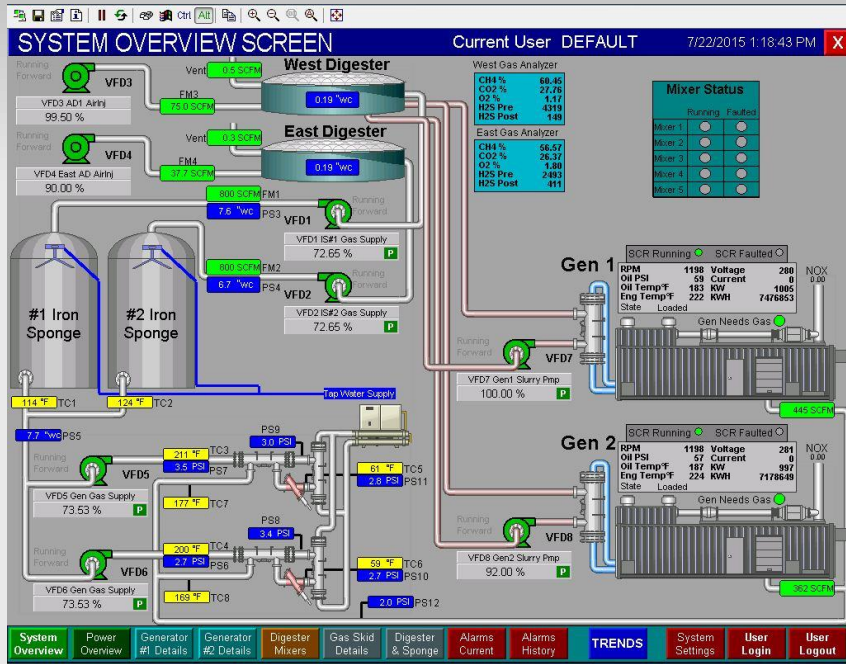 Ctrl Alt
SYSTEM OVERVIEW SCREEN Current User DEFAULT 7/22/2015 1:18:43 PM X
Running Forward VFD3
VFD3 AD1 AirInj
99.50 %
Vent 0.5 SCFM
FM3
75.0 SCFM
West Digester
0.19 "wc
Running Forward VFD4
VFD4 East AD AirInj
90.00 %
Vent 0.3 SCFM
FM4
37.7 SCFM
East Digester
0.19 "wc
West Gas Analyzer
CH4 % 60.45
CO2 % 27.76
O2 % 1.17
H2S Pre 4319
H2S Post 149
East Gas Analyzer
CH4 % 56.57
CO2 % 26.37
O2 % 1.80
H2S Pre 2493
H2S Post 411
Mixer Status
Running Faulted
Mixer 1
Mixer 2
Mixer 3
Mixer 4
Mixer 5
800 SCFM FM1
7.6 "wc PS3 VFD1
Running Forward
VFD1 IS#1 Gas Supply
72.65 % P
800 SCFM FM2
6.7 "wc PS4 VFD2
Running Forward
VFD2 IS#2 Gas Supply
72.65 % P
#1 Iron Sponge
#2 Iron Sponge
Tap Water Supply
114 °F TC1
124 °F TC2
7.7 "wc PS5
Running Forward VFD5
VFD5 Gen Gas Supply
73.53 % P
211 °F TC3
3.5 PSI PS7
177 °F TC7
PS9
3.0 PSI
61 °F TC5
2.8 PSI PS11
Running Forward VFD6
VFD6 Gen Gas Supply
73.53 % P
200 °F TC4
2.7 PSI PS6
169 °F TC8
PS8
3.4 PSI
59 °F TC6
2.7 PSI PS10
2.0 PSI PS12
Gen 1
SCR Running SCR Faulted
RPM 1198 Voltage 280
Oil PSI 59 Current 0
Oil Temp°F 183 KW 1005
Eng Temp°F 222 KWH 7476853
State Loaded
NOX
0.00
Gen Needs Gas
Running Forward VFD7
VFD7 Gen1 Slurry Pmp
100.00 % P
445 SCFM
Gen 2
SCR Running SCR Faulted
RPM 1198 Voltage 281
Oil PSI 57 Current 0
Oil Temp°F 187 KW 997
Eng Temp°F 224 KWH 7178649
State Loaded
NOX
0.00
Gen Needs Gas
Running Forward VFD8
VFD8 Gen2 Slurry Pmp
92.00 % P
362 SCFM
System Overview
Power Overview
Generator #1 Details
Generator #2 Details
Digester Mixers
Gas Skid Details
Digester & Sponge
Alarms Current
Alarms History
TRENDS
System Settings
User Login
User Logout